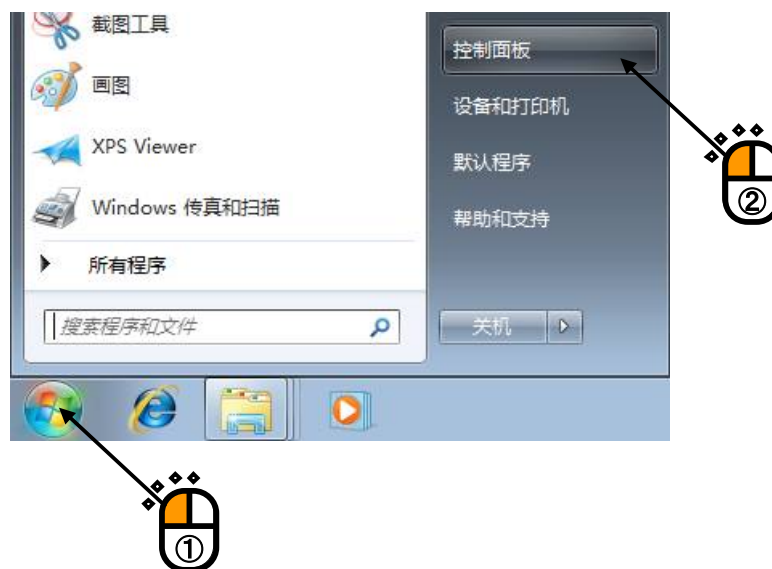 截图工具
画图
XPS Viewer
Windows 传真和扫描
所有程序
搜索程序和文件
控制面板
设备和打印机
默认程序
帮助和支持
关机
②
①